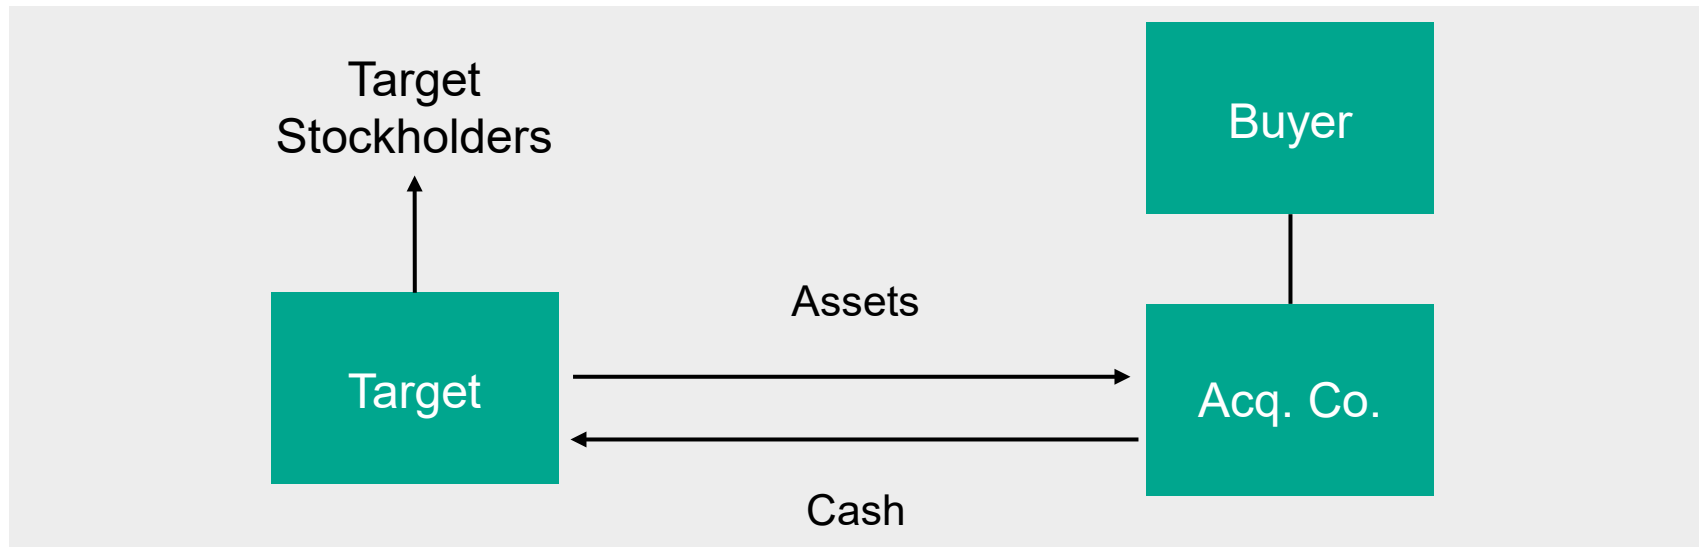 Target
Stockholders
Buyer
Assets
Target
Acq. Co.
Cash